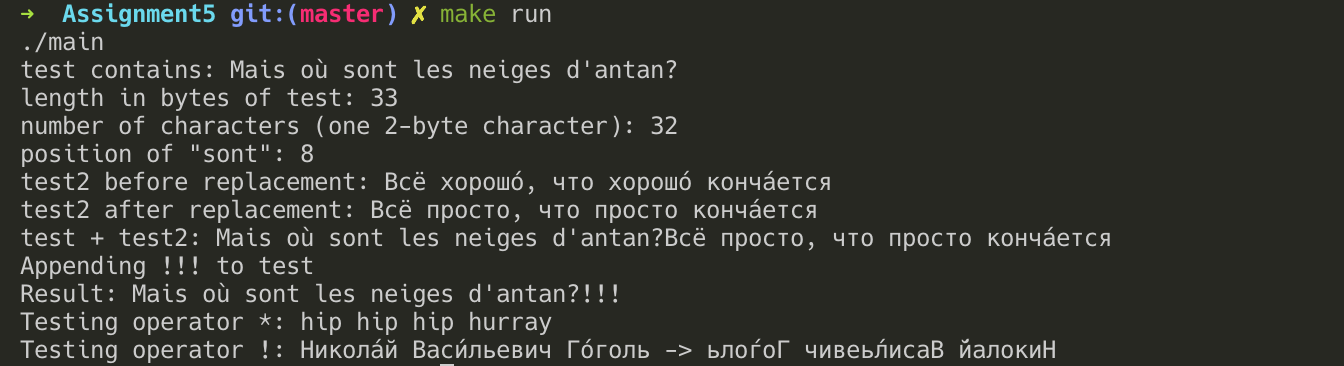 ➜  Assignment5 git:(master) ✗ make run
./main
test contains: Mais où sont les neiges d'antan?
length in bytes of test: 33
number of characters (one 2-byte character): 32
position of "sont": 8
test2 before replacement: Всё хорошо́, что хорошо́ конча́ется
test2 after replacement: Всё просто, что просто конча́ется
test + test2: Mais où sont les neiges d'antan?Всё просто, что просто конча́ется
Appending !!! to test
Result: Mais où sont les neiges d'antan?!!!
Testing operator *: hip hip hip hurray
Testing operator !: Никола́й Васи́льевич Го́голь -> ьлоѓоГ чивеьл́исаВ й́алокиН